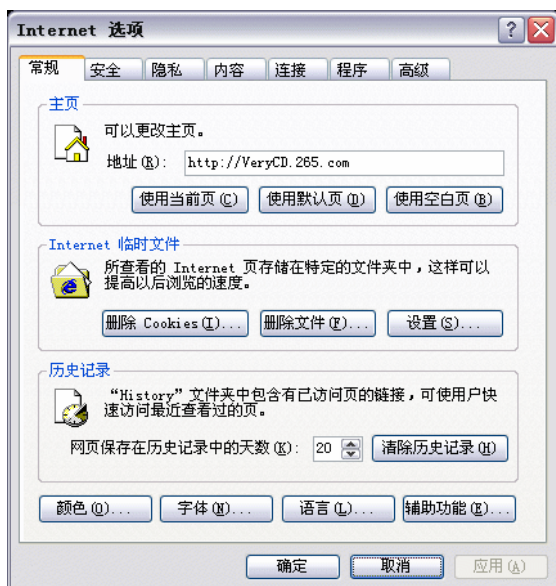 Internet 选项
常规 安全 隐私 内容 连接 程序 高级
主页
可以更改主页。
地址(R): http://VeryCD.265.com
使用当前页(C) 使用默认页(D) 使用空白页(B)
Internet 临时文件
所查看的 Internet 页存储在特定的文件夹中，这样可以
提高以后浏览的速度。
删除 Cookies(I)... 删除文件(F)... 设置(S)...
历史记录
“History”文件夹中包含有已访问页的链接，可使用户快
速访问最近查看过的页。
网页保存在历史记录中的天数(K): 20 清除历史记录(H)
颜色(O)... 字体(N)... 语言(L)... 辅助功能(E)...
确定 取消 应用(A)